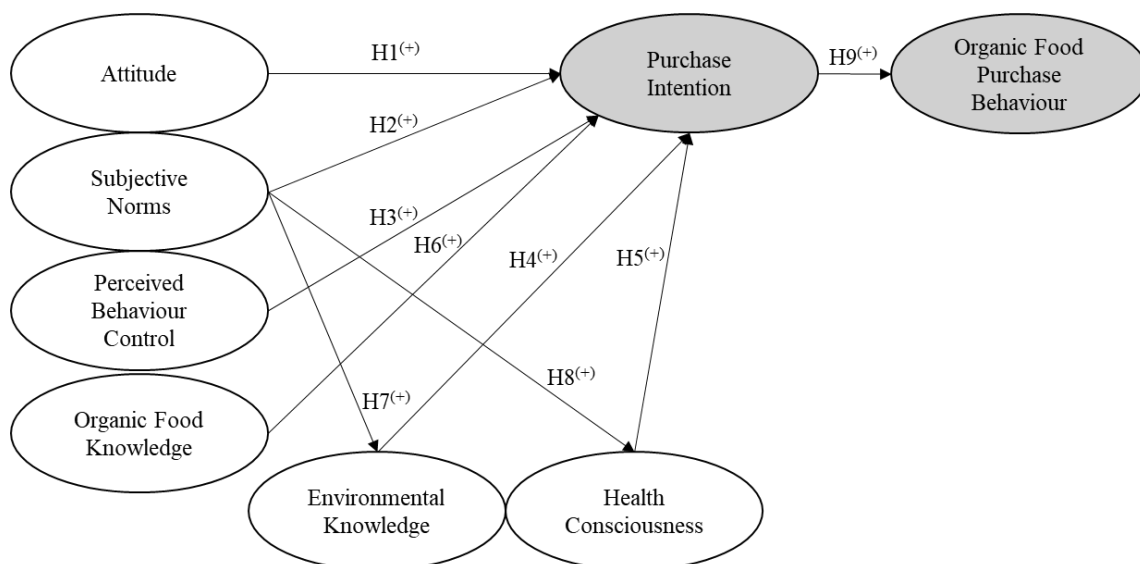 Attitude
H1(+)
Purchase
Intention
H9(+)
Organic Food
Purchase
Behaviour
H2(+)
Subjective
Norms
H3(+)
H6(+)
H4(+)
H5(+)
Perceived
Behaviour
Control
H8(+)
H7(+)
Organic Food
Knowledge
Environmental
Knowledge
Health
Consciousness